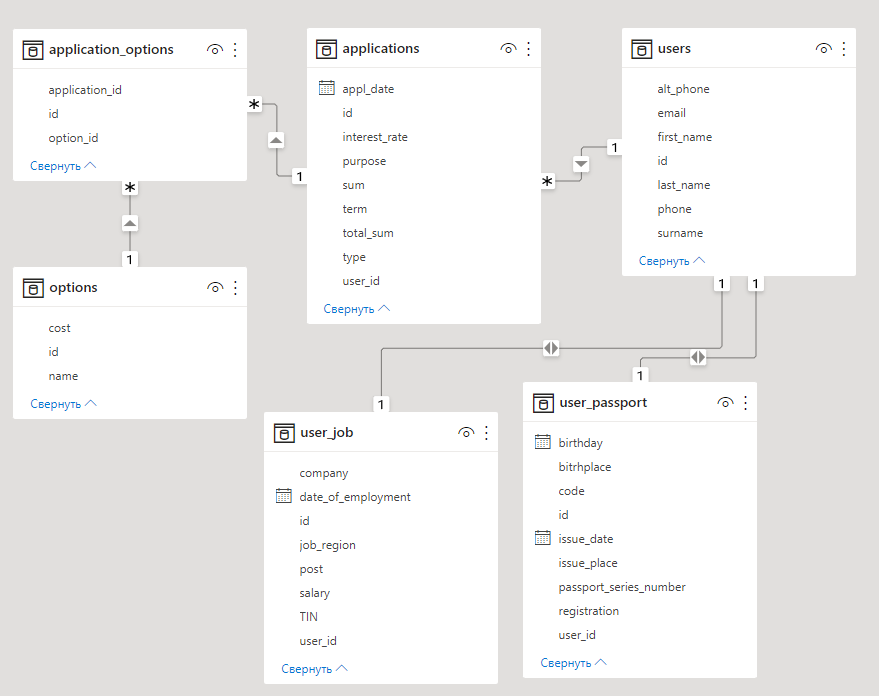 application_options
application_id
id
option_id
Свернуть
applications
appl_date
id
interest_rate
purpose
sum
term
total_sum
type
user_id
Свернуть
users
alt_phone
email
first_name
id
last_name
phone
surname
Свернуть
*
1
*
1
*
1
options
cost
id
name
Свернуть
1
1
1
user_job
company
date_of_employment
id
job_region
post
salary
TIN
user_id
Свернуть
1
user_passport
birthday
bitrhplace
code
id
issue_date
issue_place
passport_series_number
registration
user_id
Свернуть